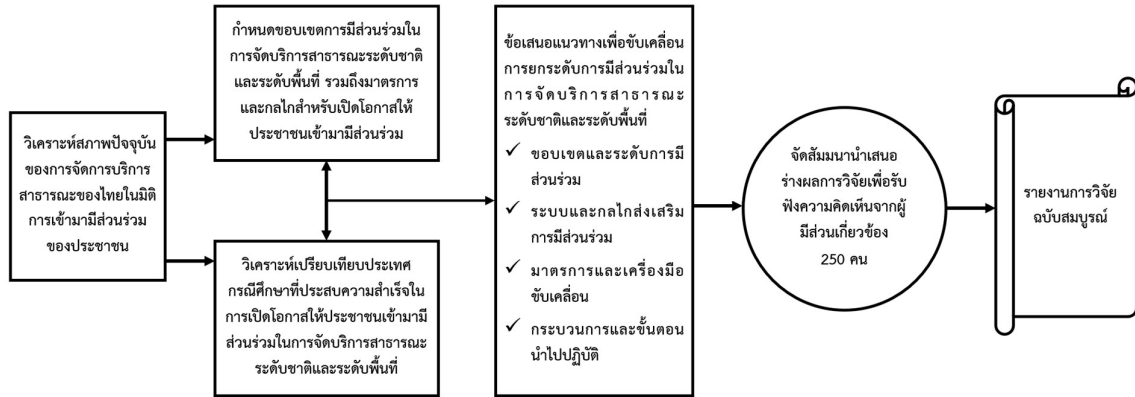 วิเคราะห์สภาพปัจจุบัน
ของการจัดการบริการ
สาธารณะของไทยในมิติ
การเข้ามามีส่วนร่วม
ของประชาชน
กำหนดขอบเขตการมีส่วนร่วมใน
การจัดบริการสาธารณะระดับชาติ
และระดับพื้นที่ รวมถึงมาตรการ
และกลไกสำหรับเปิดโอกาสให้
ประชาชนเข้ามามีส่วนร่วม
วิเคราะห์เปรียบเทียบประเทศ
กรณีศึกษาที่ประสบความสำเร็จใน
การเปิดโอกาสให้ประชาชนเข้ามามี
ส่วนร่วมในการจัดบริการสาธารณะ
ระดับชาติและระดับพื้นที่
ข้อเสนอแนวทางเพื่อขับเคลื่อน
การยกระดับการมีส่วนร่วมใน
การจัดบริการสาธารณะ
ระดับชาติและระดับพื้นที่
✓ ขอบเขตและระดับการมี
ส่วนร่วม
✓ ระบบและกลไกส่งเสริม
การมีส่วนร่วม
✓ มาตรการและเครื่องมือ
ขับเคลื่อน
✓ กระบวนการและขั้นตอน
นำไปปฏิบัติ
จัดสัมมนานำเสนอ
ร่างผลการวิจัยเพื่อรับ
ฟังความคิดเห็นจากผู้
มีส่วนเกี่ยวข้อง
250 คน
รายงานการวิจัย
ฉบับสมบูรณ์